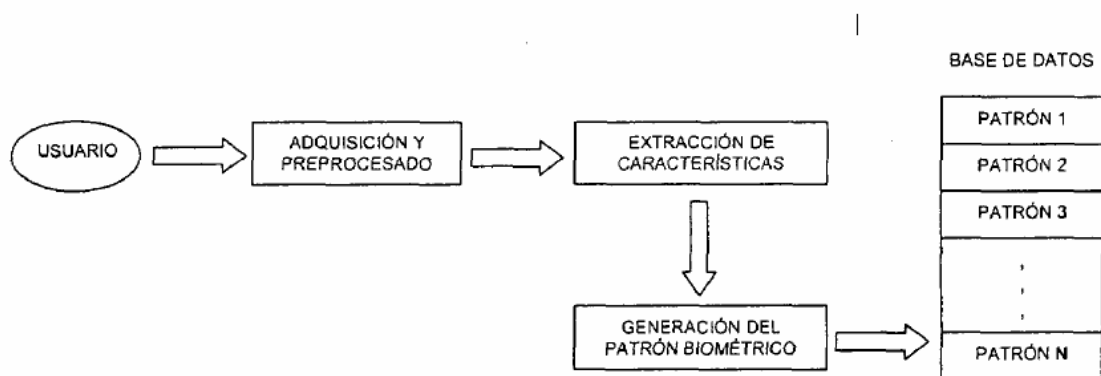 BASE DE DATOS
USUARIO
ADQUISICIÓN Y
PREPROCESADO
EXTRACCIÓN DE
CARACTERÍSTICAS
GENERACIÓN DEL
PATRÓN BIOMÉTRICO
PATRÓN 1
PATRÓN 2
PATRÓN 3
,
,
,
PATRÓN N